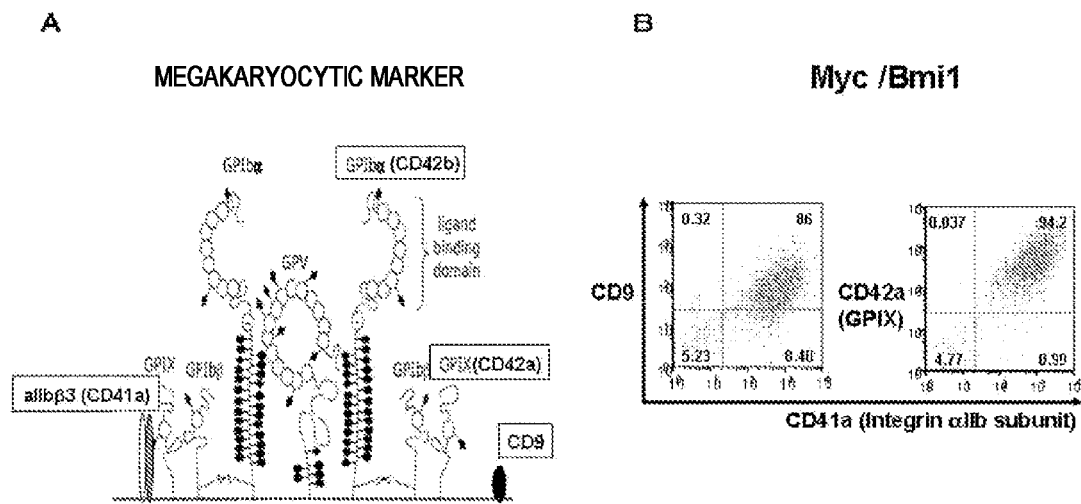 A
MEGAKARYOCYTIC MARKER
GPIbα
GPIbα (CD42b)
ligand
binding
domain
GPV
GPIX
GPIbβ
GPIbβ
GPIX(CD42a)
αIIbβ3 (CD41a)
CD9
B
Myc /Bmi1
CD9
0.32
86
5.23
8.48
CD42a
(GPIX)
0.037
94.2
4.77
0.99
CD41a (Integrin αIIb subunit)